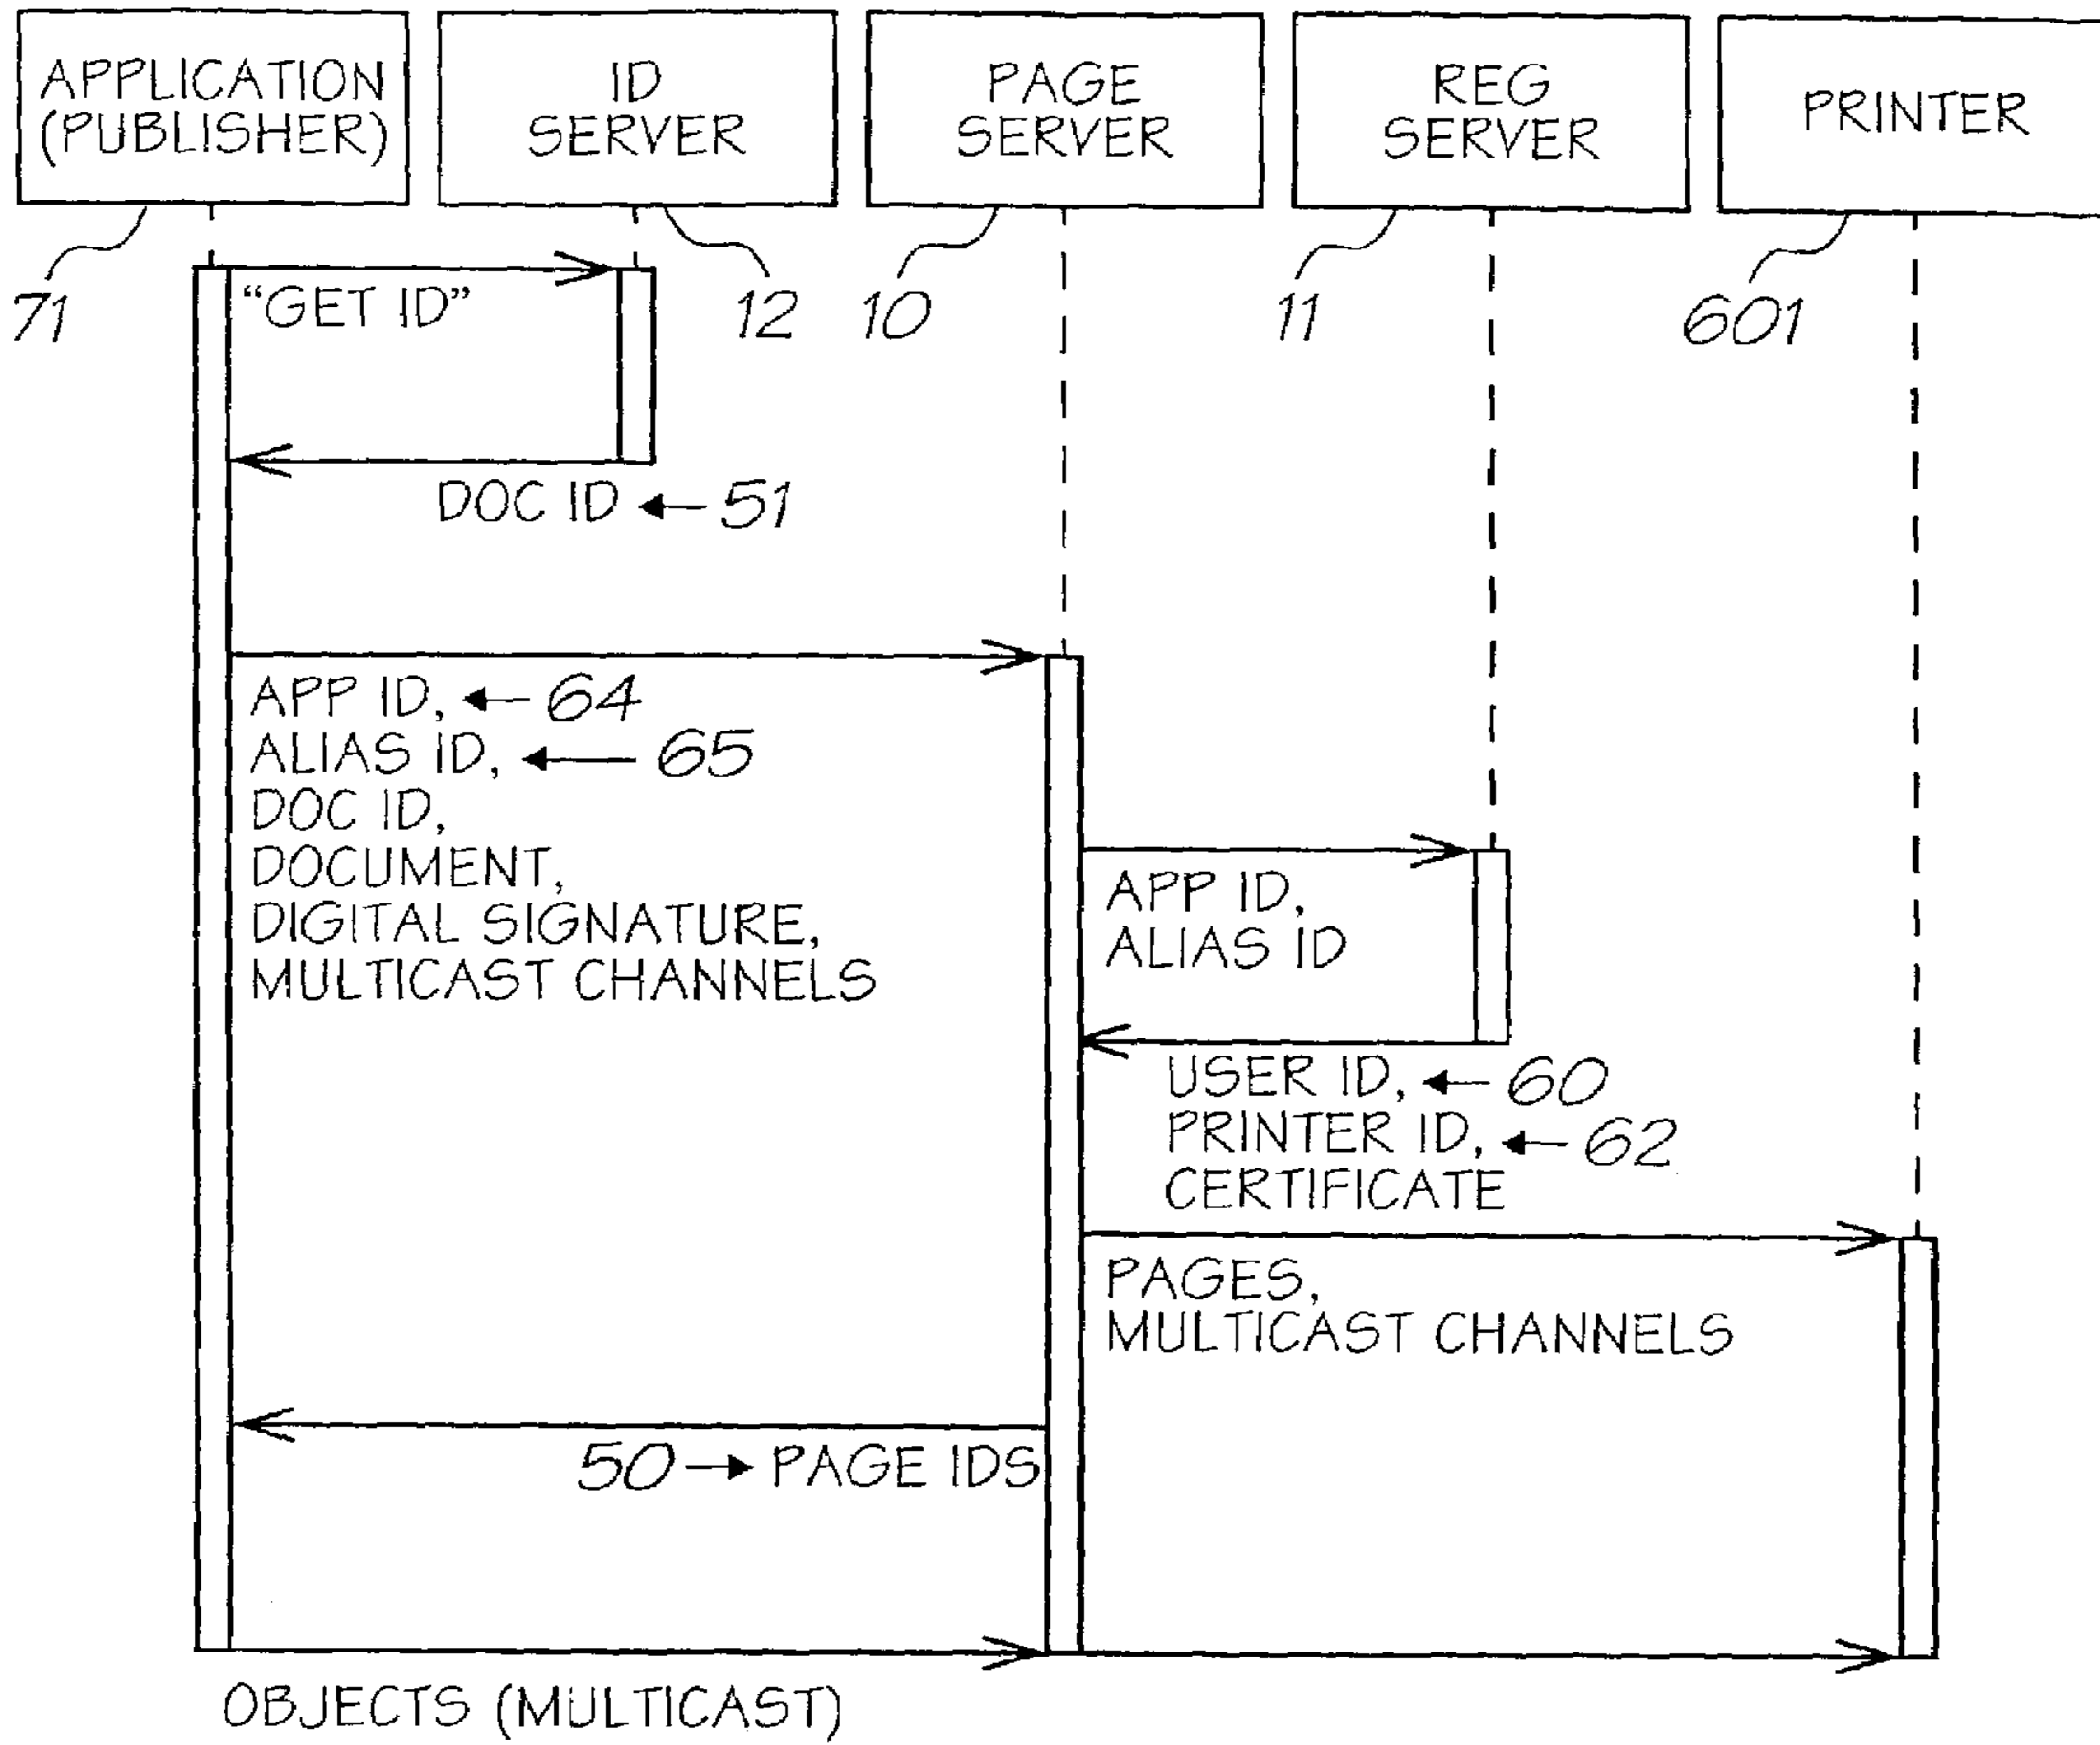 APPLICATION
(PUBLISHER)
ID
SERVER
PAGE
SERVER
REG
SERVER
PRINTER
71
12
10
11
601
“GET ID”
DOC ID 51
APP ID, 64
ALIAS ID, 65
DOC ID,
DOCUMENT,
DIGITAL SIGNATURE,
MULTICAST CHANNELS
APP ID,
ALIAS ID
USER ID, 60
PRINTER ID, 62
CERTIFICATE
PAGES,
MULTICAST CHANNELS
50 PAGE IDS
OBJECTS (MULTICAST)